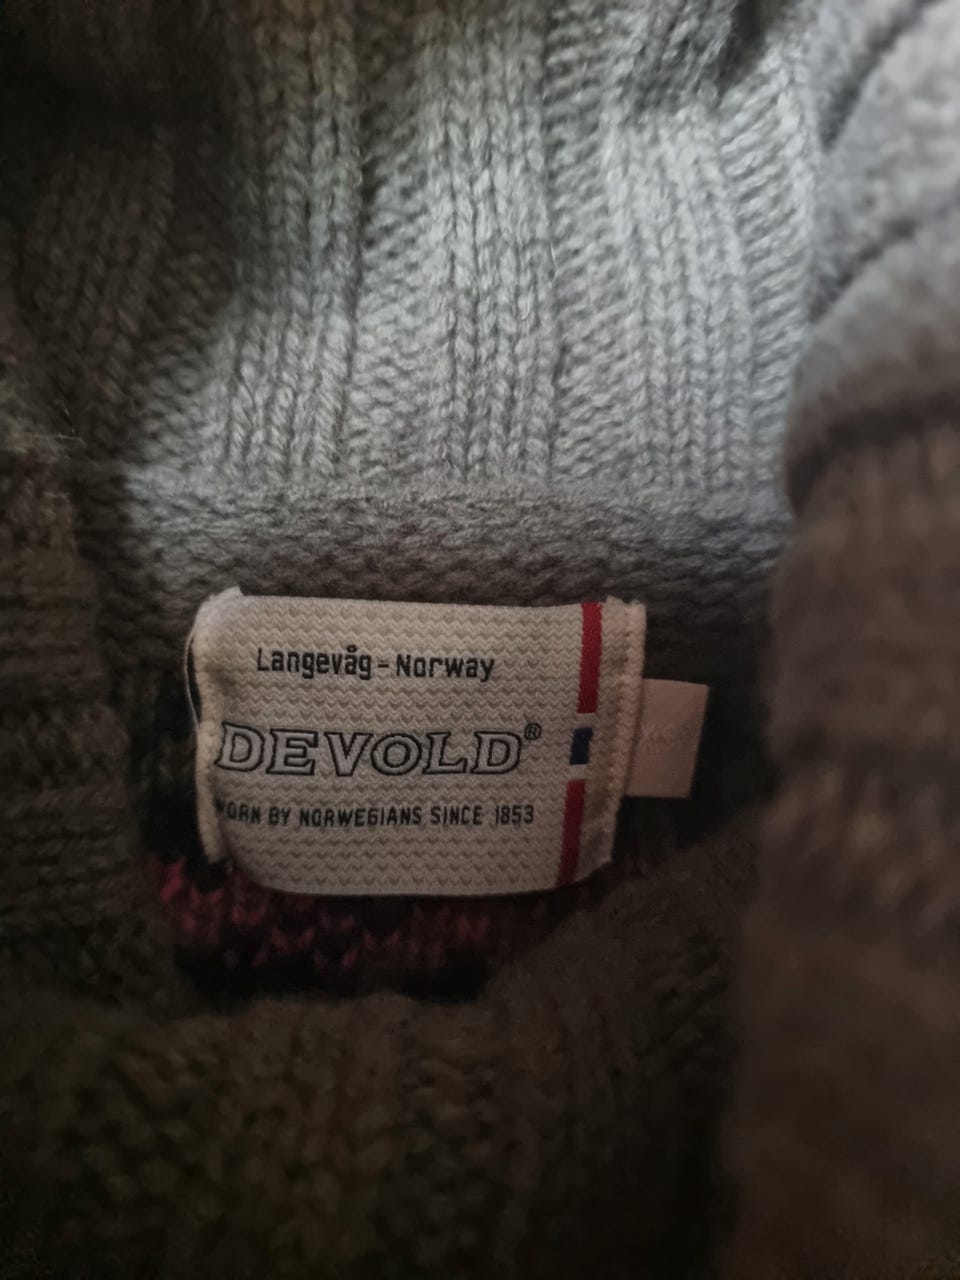 Langevåg - Norway
DEVOLD®
WORN BY NORWEGIANS SINCE 1853